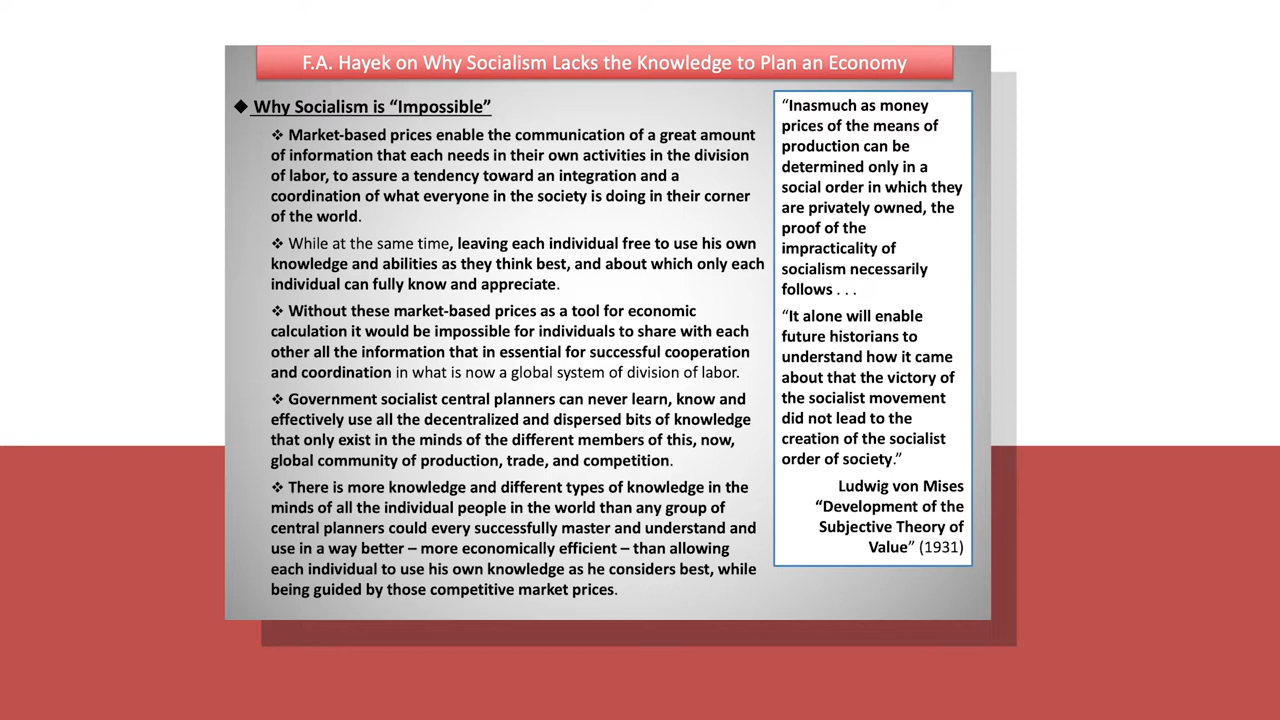 F.A. Hayek on Why Socialism Lacks the Knowledge to Plan an Economy
◆ Why Socialism is “Impossible”
❖ Market-based prices enable the communication of a great amount
of information that each needs in their own activities in the division
of labor, to assure a tendency toward an integration and a
coordination of what everyone in the society is doing in their corner
of the world.
❖ While at the same time, leaving each individual free to use his own
knowledge and abilities as they think best, and about which only each
individual can fully know and appreciate.
❖ Without these market-based prices as a tool for economic
calculation it would be impossible for individuals to share with each
other all the information that in essential for successful cooperation
and coordination in what is now a global system of division of labor.
❖ Government socialist central planners can never learn, know and
effectively use all the decentralized and dispersed bits of knowledge
that only exist in the minds of the different members of this, now,
global community of production, trade, and competition.
❖ There is more knowledge and different types of knowledge in the
minds of all the individual people in the world than any group of
central planners could every successfully master and understand and
use in a way better – more economically efficient – than allowing
each individual to use his own knowledge as he considers best, while
being guided by those competitive market prices.
“Inasmuch as money
prices of the means of
production can be
determined only in a
social order in which they
are privately owned, the
proof of the
impracticality of
socialism necessarily
follows . . .
“It alone will enable
future historians to
understand how it came
about that the victory of
the socialist movement
did not lead to the
creation of the socialist
order of society.”
Ludwig von Mises
“Development of the
Subjective Theory of
Value” (1931)